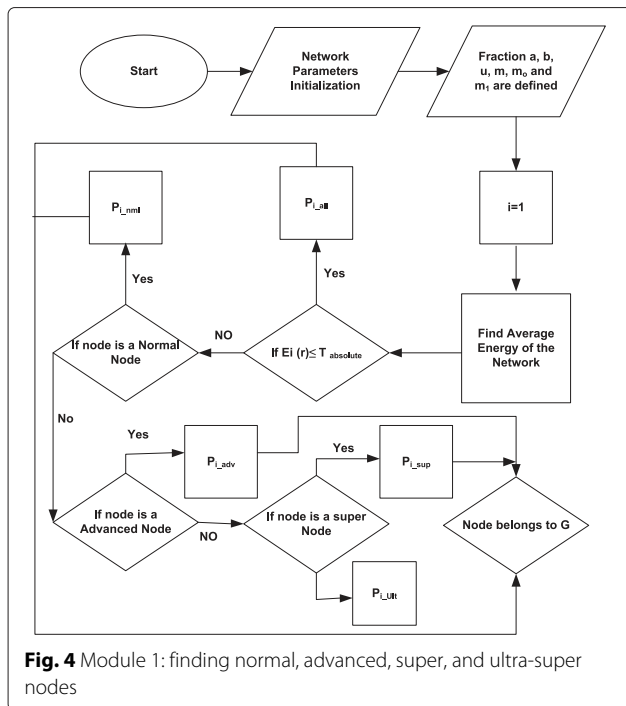 Start
Network
Parameters
Initialization
Fraction a, b,
u, m, mo and
m1 are defined
Pi_nml
Pi_all
i=1
Yes
Yes
If node is a Normal
Node
NO
If Ei (r)≤ T absolute
Find Average
Energy of the
Network
No
Yes
Pi_adv
Yes
Pi_sup
If node is a
Advanced Node
NO
If node is a super
Node
Node belongs to G
Pi_Ult
Fig. 4 Module 1: finding normal, advanced, super, and ultra-super
nodes